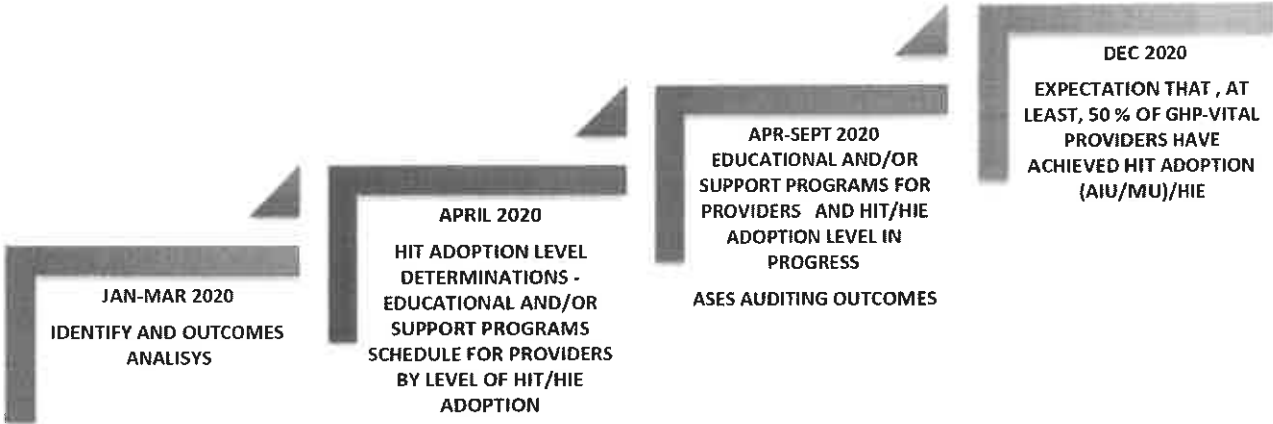 JAN-MAR 2020
IDENTIFY AND OUTCOMES
ANALISYS
APRIL 2020
HIT ADOPTION LEVEL
DETERMINATIONS -
EDUCATIONAL AND/OR
SUPPORT PROGRAMS
SCHEDULE FOR PROVIDERS
BY LEVEL OF HIT/HIE
ADOPTION
APR-SEPT 2020
EDUCATIONAL AND/OR
SUPPORT PROGRAMS FOR
PROVIDERS AND HIT/HIE
ADOPTION LEVEL IN
PROGRESS
ASES AUDITING OUTCOMES
DEC 2020
EXPECTATION THAT , AT
LEAST, 50 % OF GHP-VITAL
PROVIDERS HAVE
ACHIEVED HIT ADOPTION
(AIU/MU)/HIE